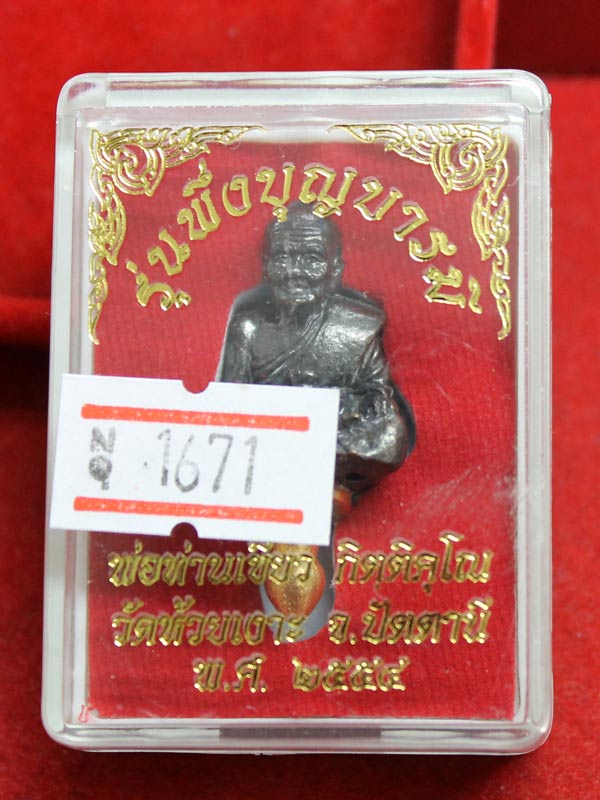 รุ่นพึ่งบุญบารมี
นะ 1671
พ่อท่านเขียว กิตติคุโณ
วัดห้วยเงาะ จ.ปัตตานี
พ.ศ. ๒๕๕๔